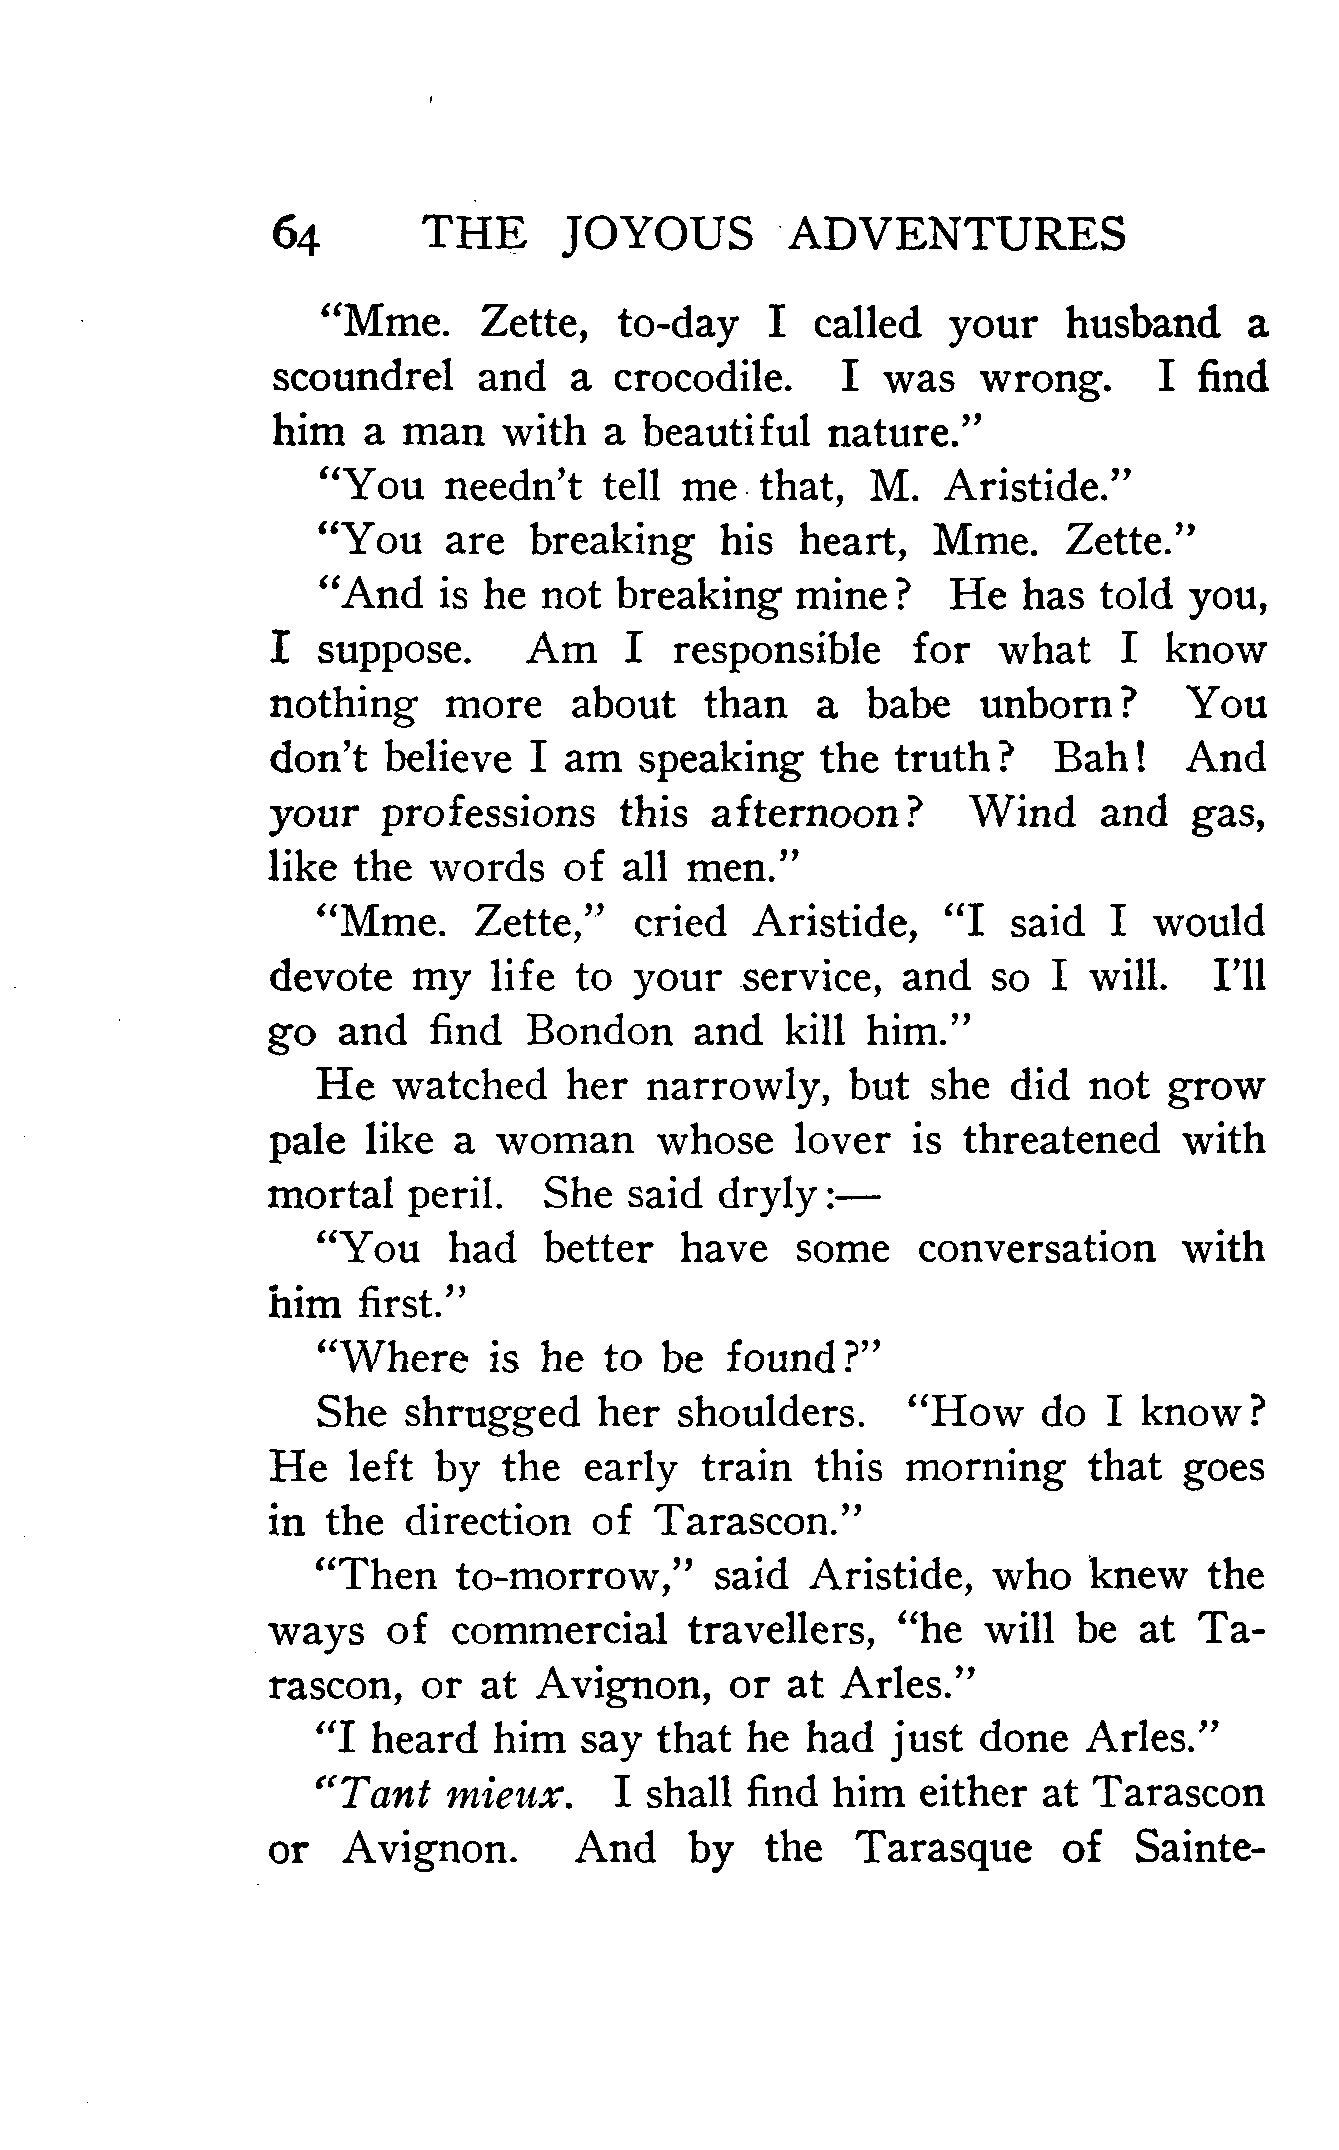 64 THE JOYOUS ADVENTURES
“Mme. Zette, to-day I called your husband a
scoundrel and a crocodile. I was wrong. I find
him a man with a beautiful nature.”
“You needn’t tell me that, M. Aristide.”
“You are breaking his heart, Mme. Zette.”
“And is he not breaking mine? He has told you,
I suppose. Am I responsible for what I know
nothing more about than a babe unborn? You
don’t believe I am speaking the truth? Bah! And
your professions this afternoon? Wind and gas,
like the words of all men.”
“Mme. Zette,” cried Aristide, “I said I would
devote my life to your service, and so I will. I’ll
go and find Bondon and kill him.”
He watched her narrowly, but she did not grow
pale like a woman whose lover is threatened with
mortal peril. She said dryly:—
“You had better have some conversation with
him first.”
“Where is he to be found?”
She shrugged her shoulders. “How do I know?
He left by the early train this morning that goes
in the direction of Tarascon.”
“Then to-morrow,” said Aristide, who knew the
ways of commercial travellers, “he will be at Ta-
rascon, or at Avignon, or at Arles.”
“I heard him say that he had just done Arles.”
“Tant mieux. I shall find him either at Tarascon
or Avignon. And by the Tarasque of Sainte-